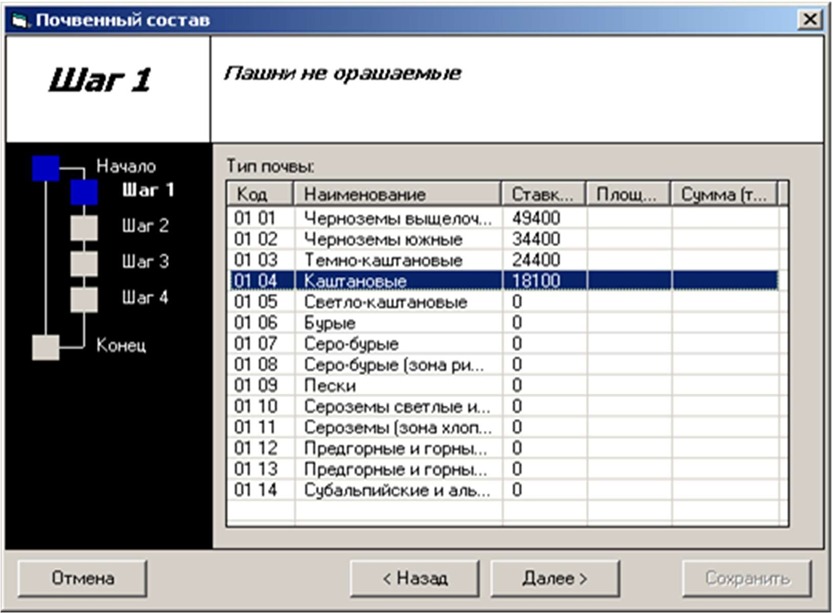 Почвенный состав
Шаг 1
Пашни не орашаемые
Начало
Шаг 1
Шаг 2
Шаг 3
Шаг 4
Конец
Тип почвы:
Код Наименование Ставк... Площ... Сумма (т...
01 01 Черноземы выщелоч... 49400
01 02 Черноземы южные 34400
01 03 Темно-каштановые 24400
01 04 Каштановые 18100
01 05 Светло-каштановые 0
01 06 Бурые 0
01 07 Серо-бурые 0
01 08 Серо-бурые (зона ри... 0
01 09 Пески 0
01 10 Сероземы светлые и... 0
01 11 Сероземы (зона хлоп... 0
01 12 Предгорные и горны... 0
01 13 Предгорные и горны... 0
01 14 Субальпийские и аль... 0
Отмена
< Назад
Далее >
Сохранить